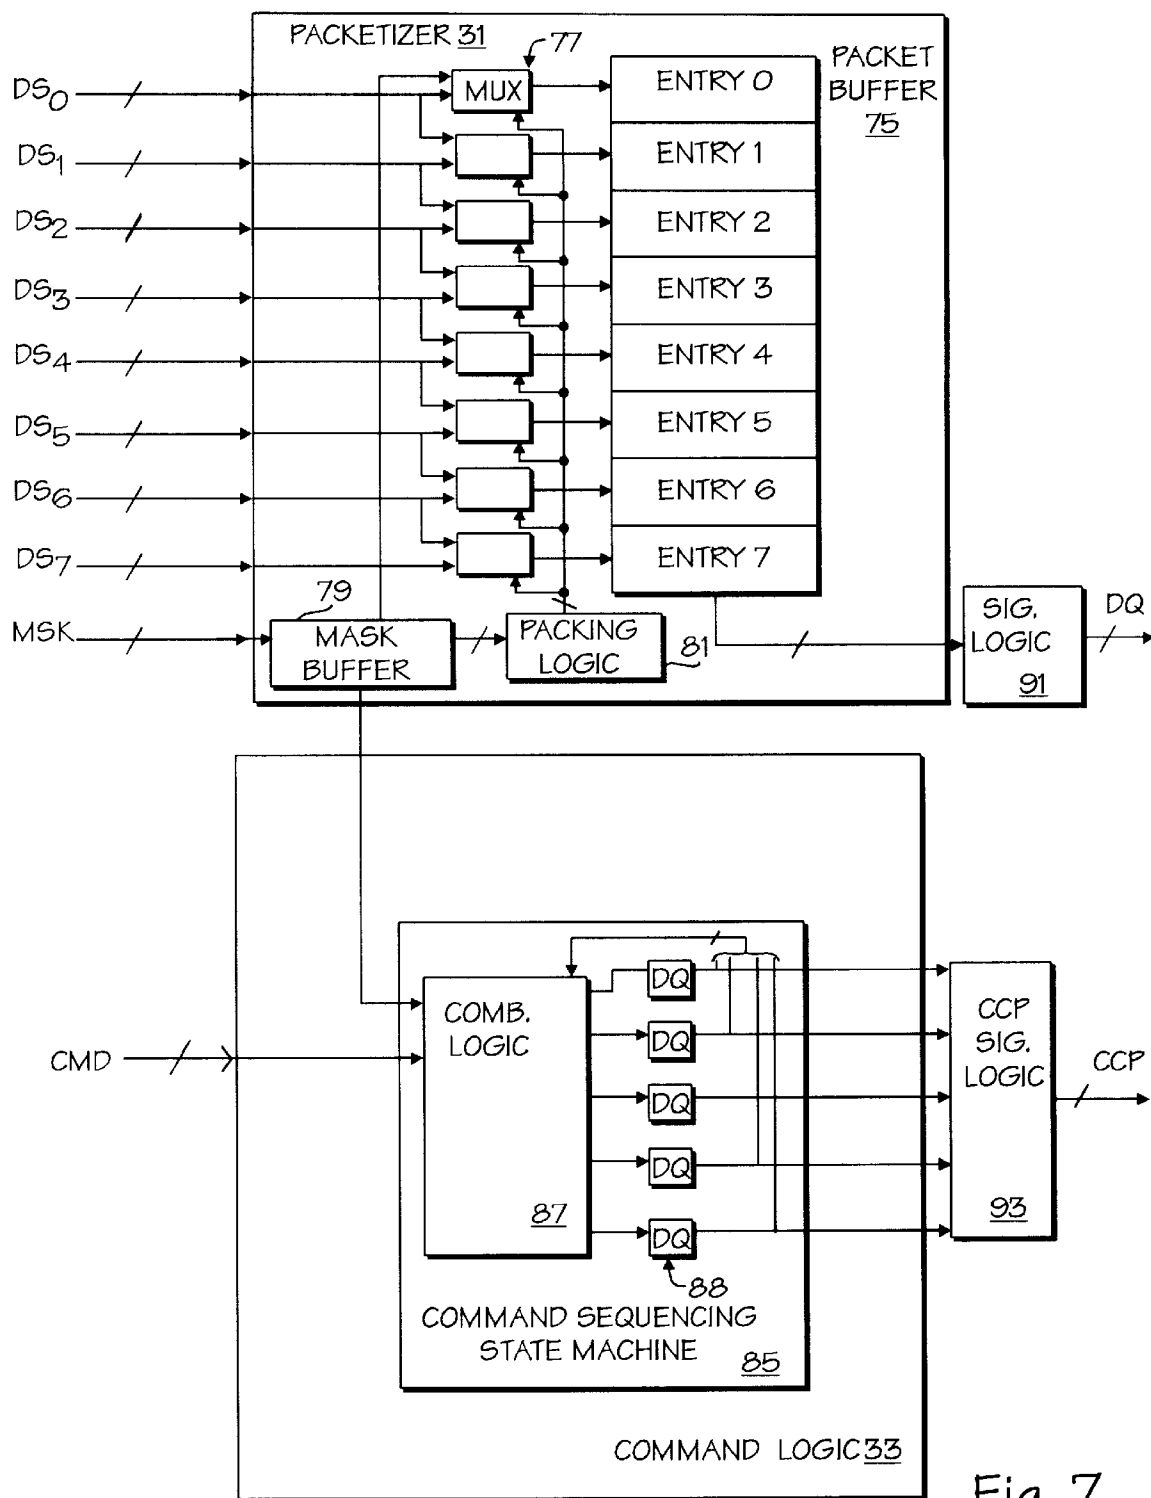 PACKETIZER 31
77
PACKET
BUFFER
75
DS0
MUX
ENTRY 0
DS1
ENTRY 1
DS2
ENTRY 2
DS3
ENTRY 3
DS4
ENTRY 4
DS5
ENTRY 5
DS6
ENTRY 6
DS7
ENTRY 7
MSK
79
MASK
BUFFER
PACKING
LOGIC
81
SIG.
LOGIC
91
DQ
CMD
COMB.
LOGIC
87
DQ
DQ
DQ
DQ
DQ
88
CCP
SIG.
LOGIC
93
CCP
COMMAND SEQUENCING
STATE MACHINE
85
COMMAND LOGIC 33
Fig. 7